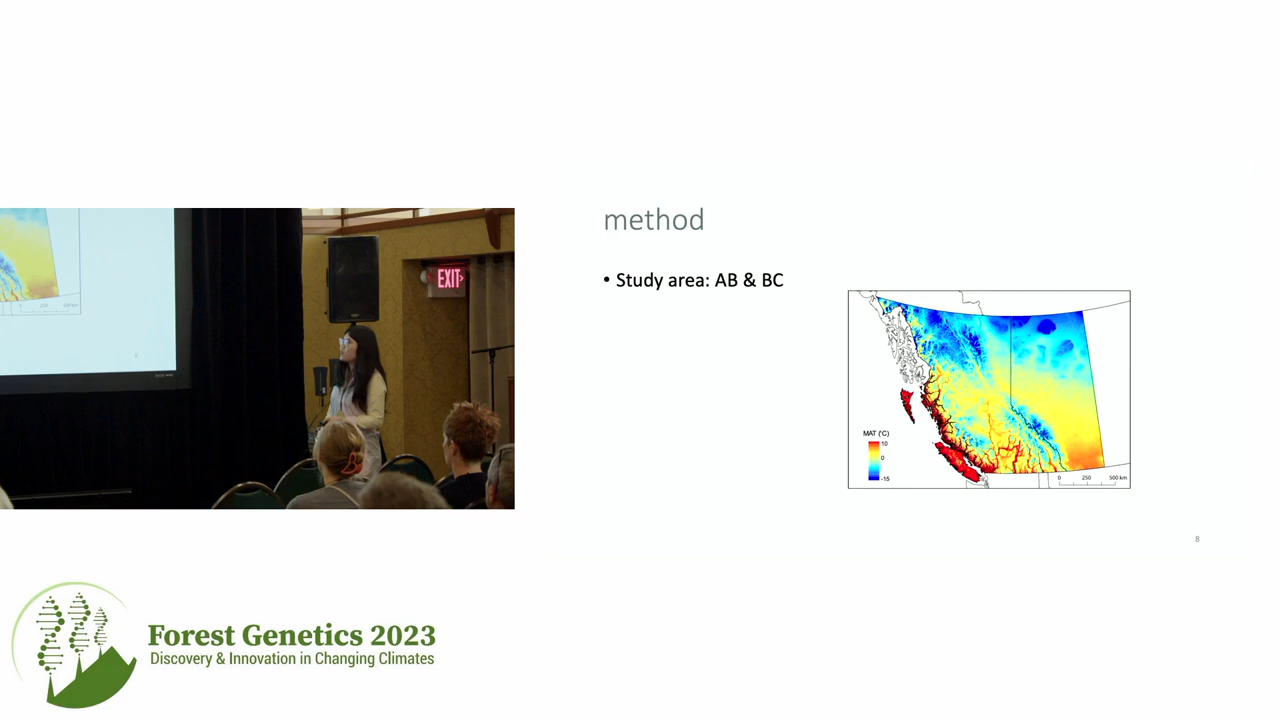 method
• Study area: AB & BC
MAT (°C)
10
0
-15
0 250 500 km
8
EXIT
Forest Genetics 2023
Discovery & Innovation in Changing Climates